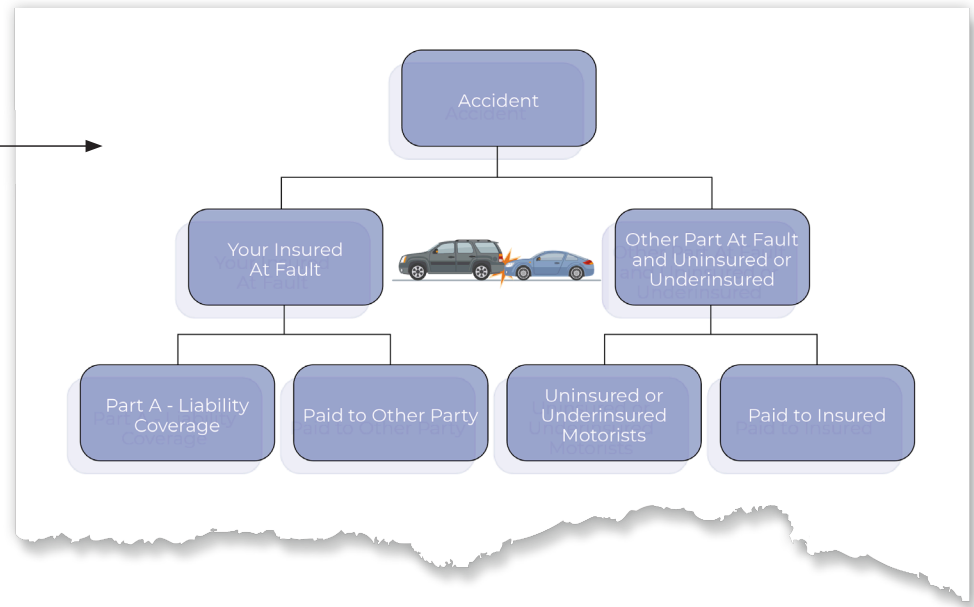 Accident
Your Insured
At Fault
Other Part At Fault
and Uninsured or
Underinsured
Part A - Liability
Coverage
Paid to Other Party
Uninsured or
Underinsured
Motorists
Paid to Insured